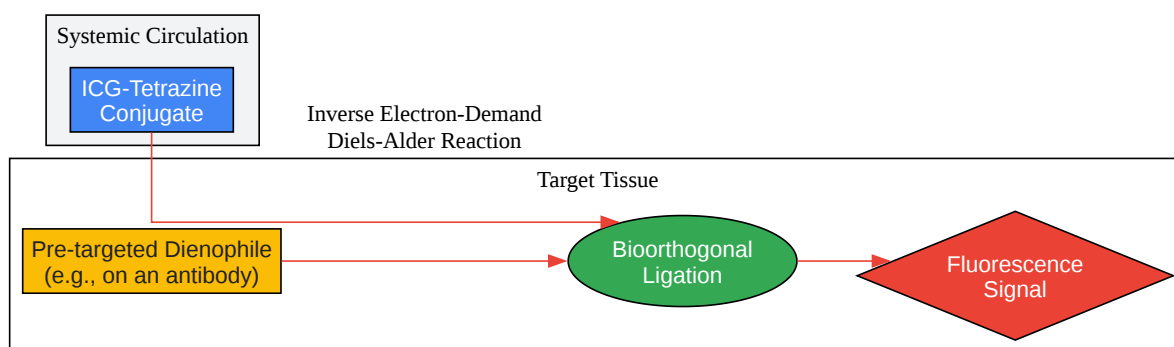 Systemic Circulation
ICG-Tetrazine
Conjugate
Inverse Electron-Demand
Diels-Alder Reaction
Target Tissue
Pre-targeted Dienophile
(e.g., on an antibody)
Bioorthogonal
Ligation
Fluorescence
Signal